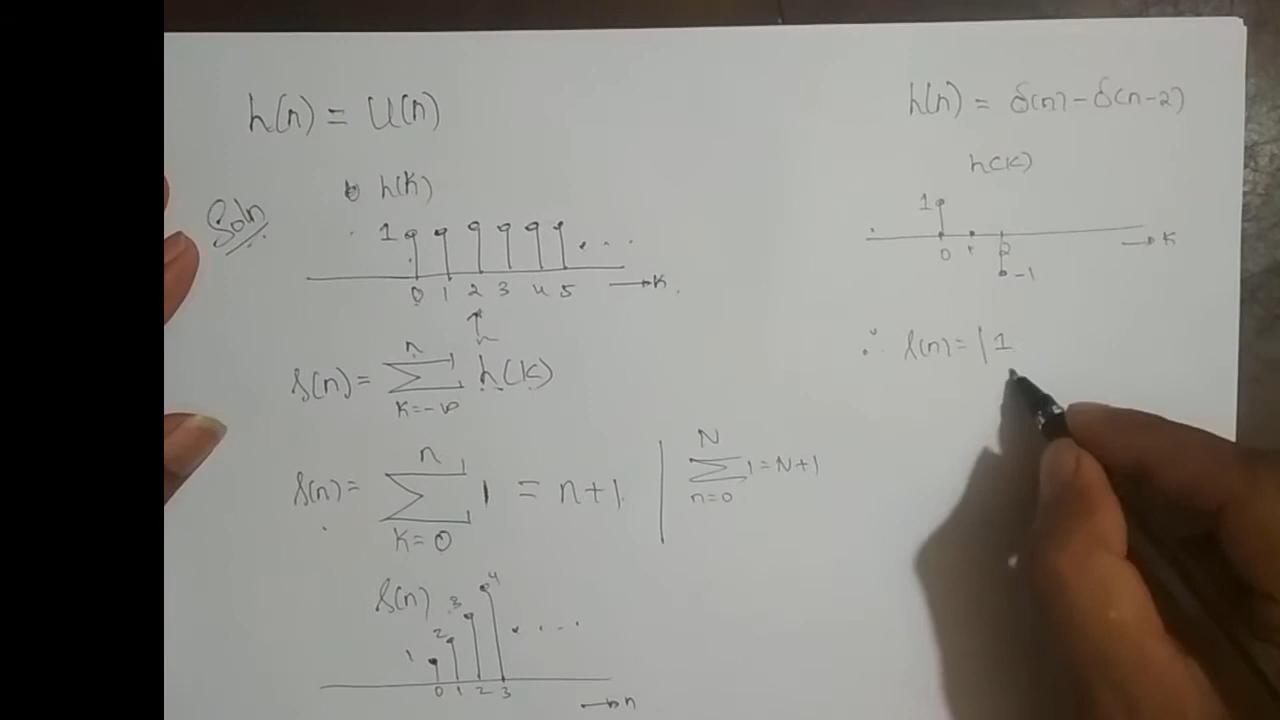 h(n) = U(n)
Soln
h(k)
1
0 1 2 3 4 5 → k
n
s(n) = ∑ h(k)
k=-∞
n
s(n) = ∑ 1 = n+1
k=0
N
∑ 1 = N+1
n=0
s(n)
1 2 3 4
0 1 2 3
→ n
h(n) = δ(n) - δ(n-2)
h(k)
1
0 1 2 → k
-1
∴ s(n) = | 1